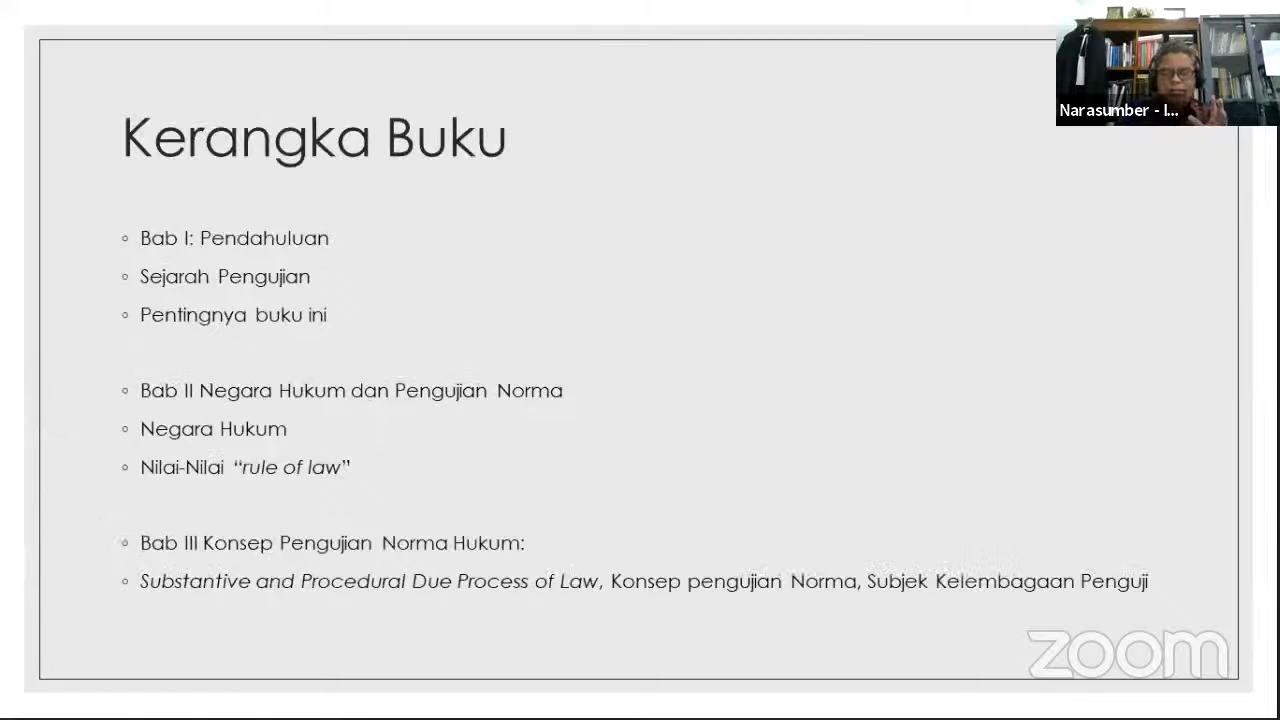 Kerangka Buku
Narasumber - I...
Bab I: Pendahuluan
Sejarah Pengujian
Pentingnya buku ini
Bab II Negara Hukum dan Pengujian Norma
Negara Hukum
Nilai-Nilai “rule of law”
Bab III Konsep Pengujian Norma Hukum:
Substantive and Procedural Due Process of Law, Konsep pengujian Norma, Subjek Kelembagaan Penguji
zoom